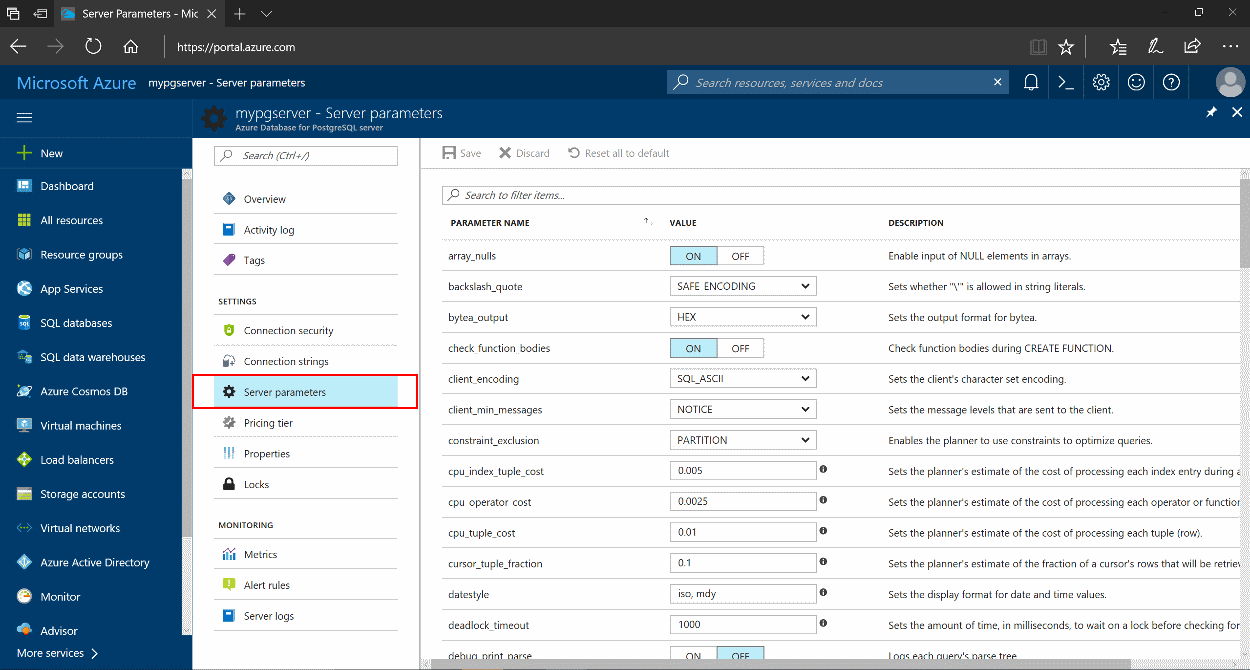 Server Parameters - Mic
https://portal.azure.com
Microsoft Azure mypgserver - Server parameters
Search resources, services and docs
mypgserver - Server parameters
Azure Database for PostgreSQL server
New
Dashboard
All resources
Resource groups
App Services
SQL databases
SQL data warehouses
Azure Cosmos DB
Virtual machines
Load balancers
Storage accounts
Virtual networks
Azure Active Directory
Monitor
Advisor
More services
Search (Ctrl+/)
Overview
Activity log
Tags
SETTINGS
Connection security
Connection strings
Server parameters
Pricing tier
Properties
Locks
MONITORING
Metrics
Alert rules
Server logs
Save Discard Reset all to default
Search to filter items...
PARAMETER NAME VALUE DESCRIPTION
array_nulls ON OFF Enable input of NULL elements in arrays.
backslash_quote SAFE_ENCODING Sets whether "\'" is allowed in string literals.
bytea_output HEX Sets the output format for bytea.
check_function_bodies ON OFF Check function bodies during CREATE FUNCTION.
client_encoding SQL_ASCII Sets the client's character set encoding.
client_min_messages NOTICE Sets the message levels that are sent to the client.
constraint_exclusion PARTITION Enables the planner to use constraints to optimize queries.
cpu_index_tuple_cost 0.005 Sets the planner's estimate of the cost of processing each index entry during a
cpu_operator_cost 0.0025 Sets the planner's estimate of the cost of processing each operator or function
cpu_tuple_cost 0.01 Sets the planner's estimate of the cost of processing each tuple (row).
cursor_tuple_fraction 0.1 Sets the planner's estimate of the fraction of a cursor's rows that will be retriev
datestyle iso, mdy Sets the display format for date and time values.
deadlock_timeout 1000 Sets the amount of time, in milliseconds, to wait on a lock before checking for
debug_print_parse ON OFF Logs each query's parse tree.